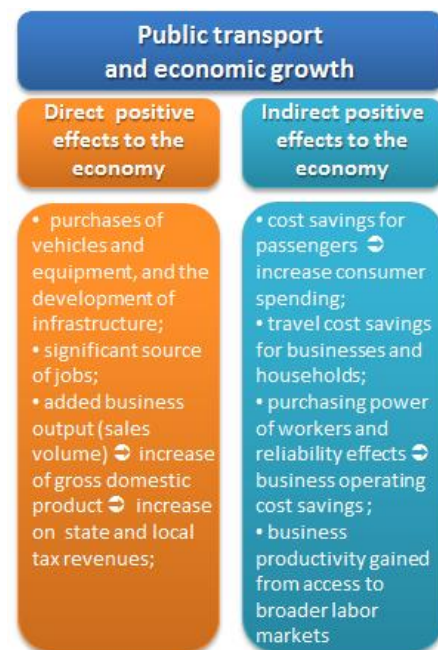 Public transport
and economic growth
Direct positive
effects to the
economy
• purchases of
vehicles and
equipment, and the
development of
infrastructure;
• significant source
of jobs;
• added business
output (sales
volume) ➲ increase
of gross domestic
product ➲ increase
on state and local
tax revenues;
Indirect positive
effects to the
economy
• cost savings for
passengers ➲
increase consumer
spending;
• travel cost savings
for businesses and
households;
• purchasing power
of workers and
reliability effects ➲
business operating
cost savings ;
• business
productivity gained
from access to
broader labor
markets